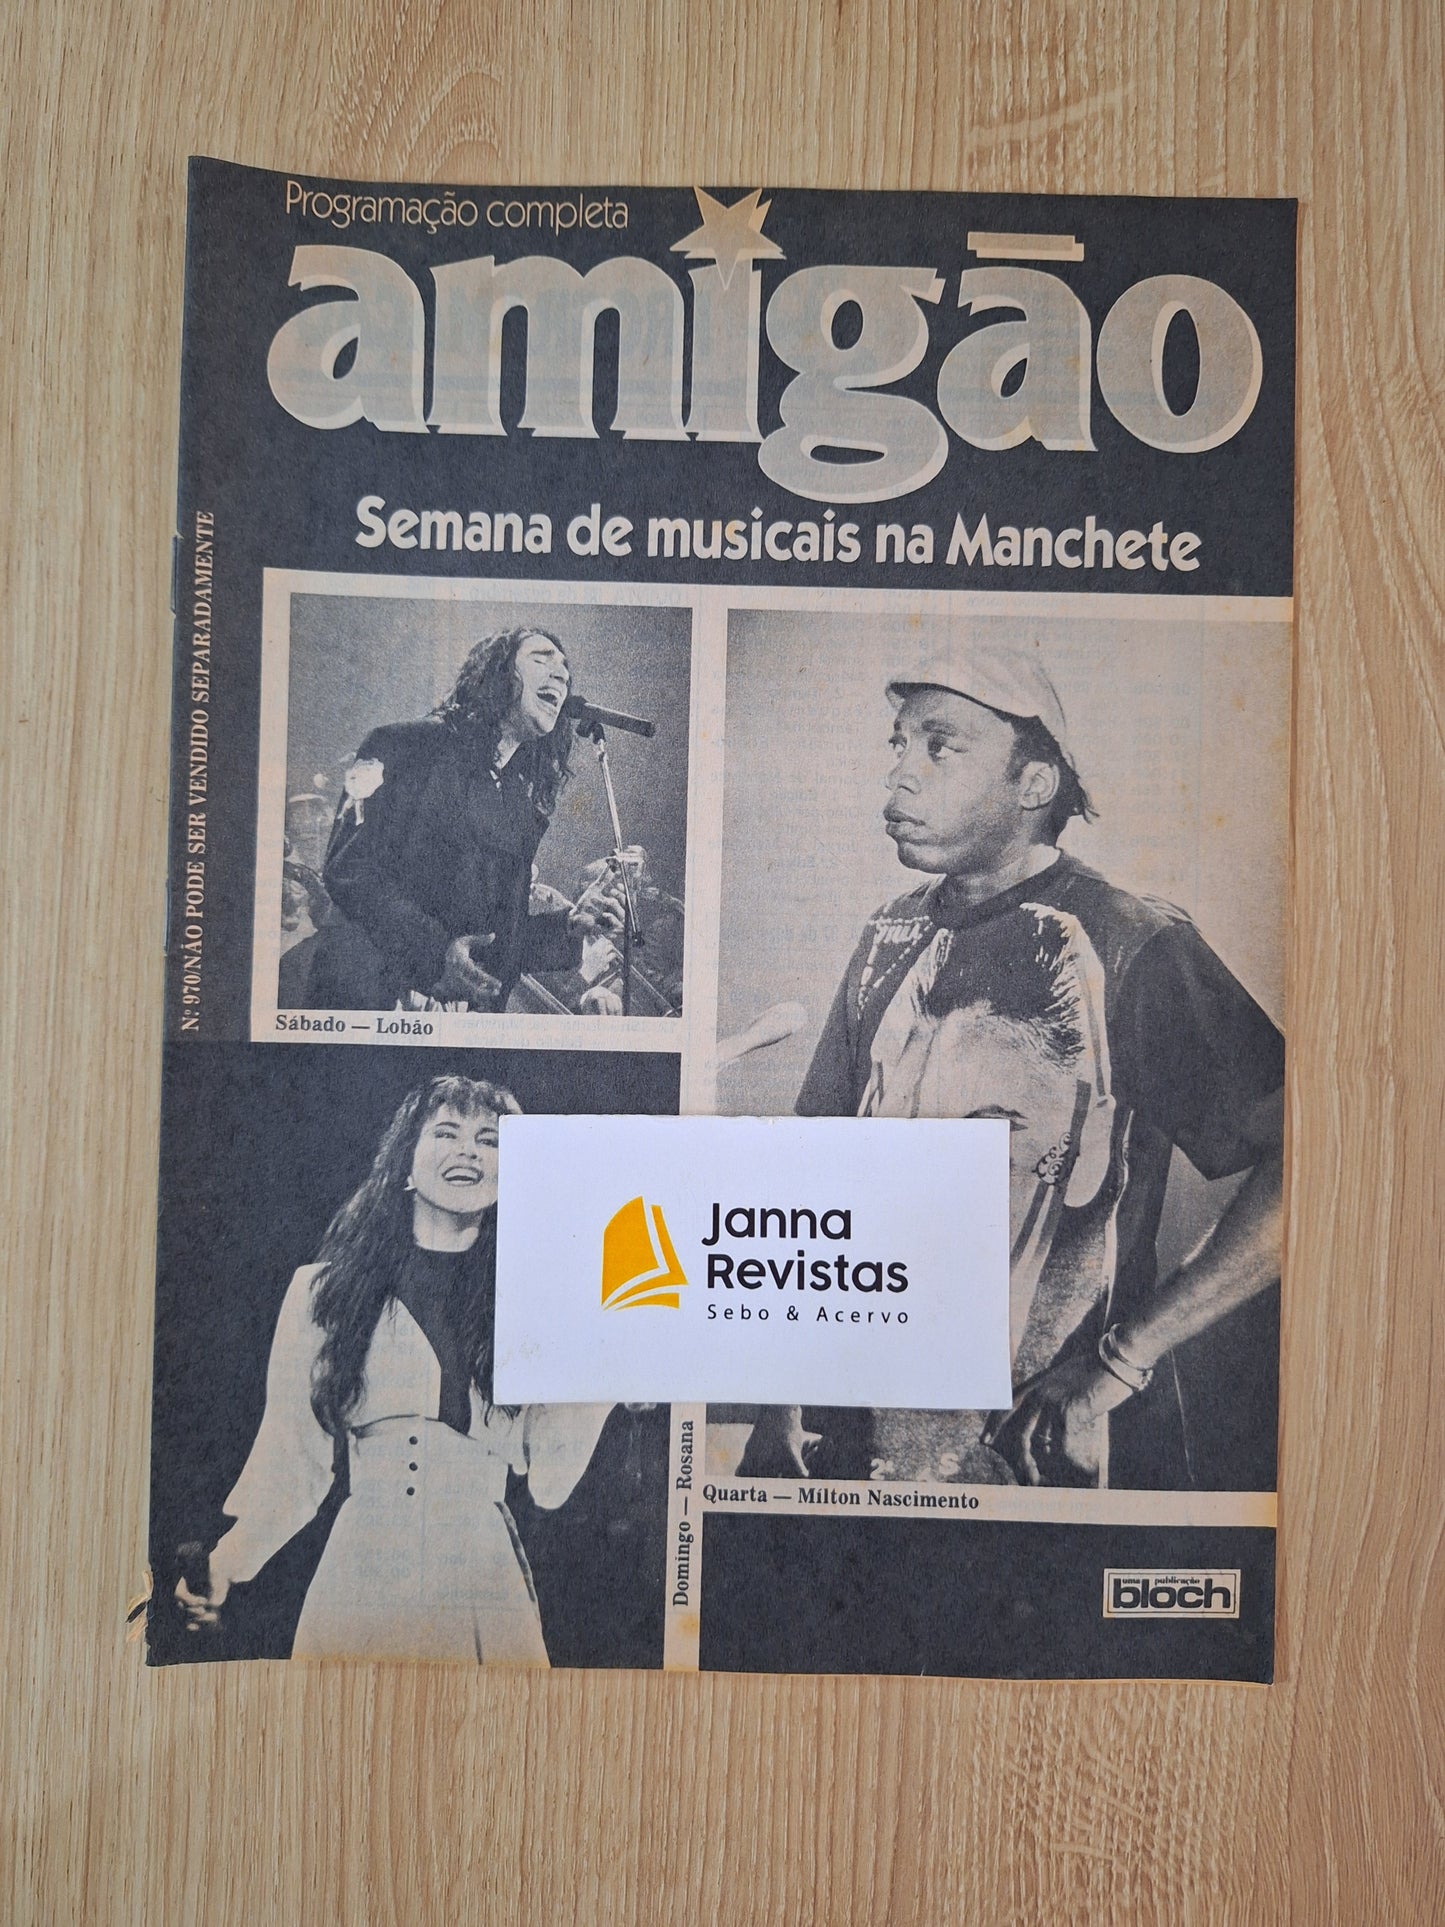 Programação completa
amigão
Semana de musicais na Manchete
Nº 970/NÃO PODE SER VENDIDO SEPARADAMENTE
Sábado — Lobão
Janna
Revistas
Sebo & Acervo
Domingo — Rosana
Quarta — Mílton Nascimento
uma publicação
bloch